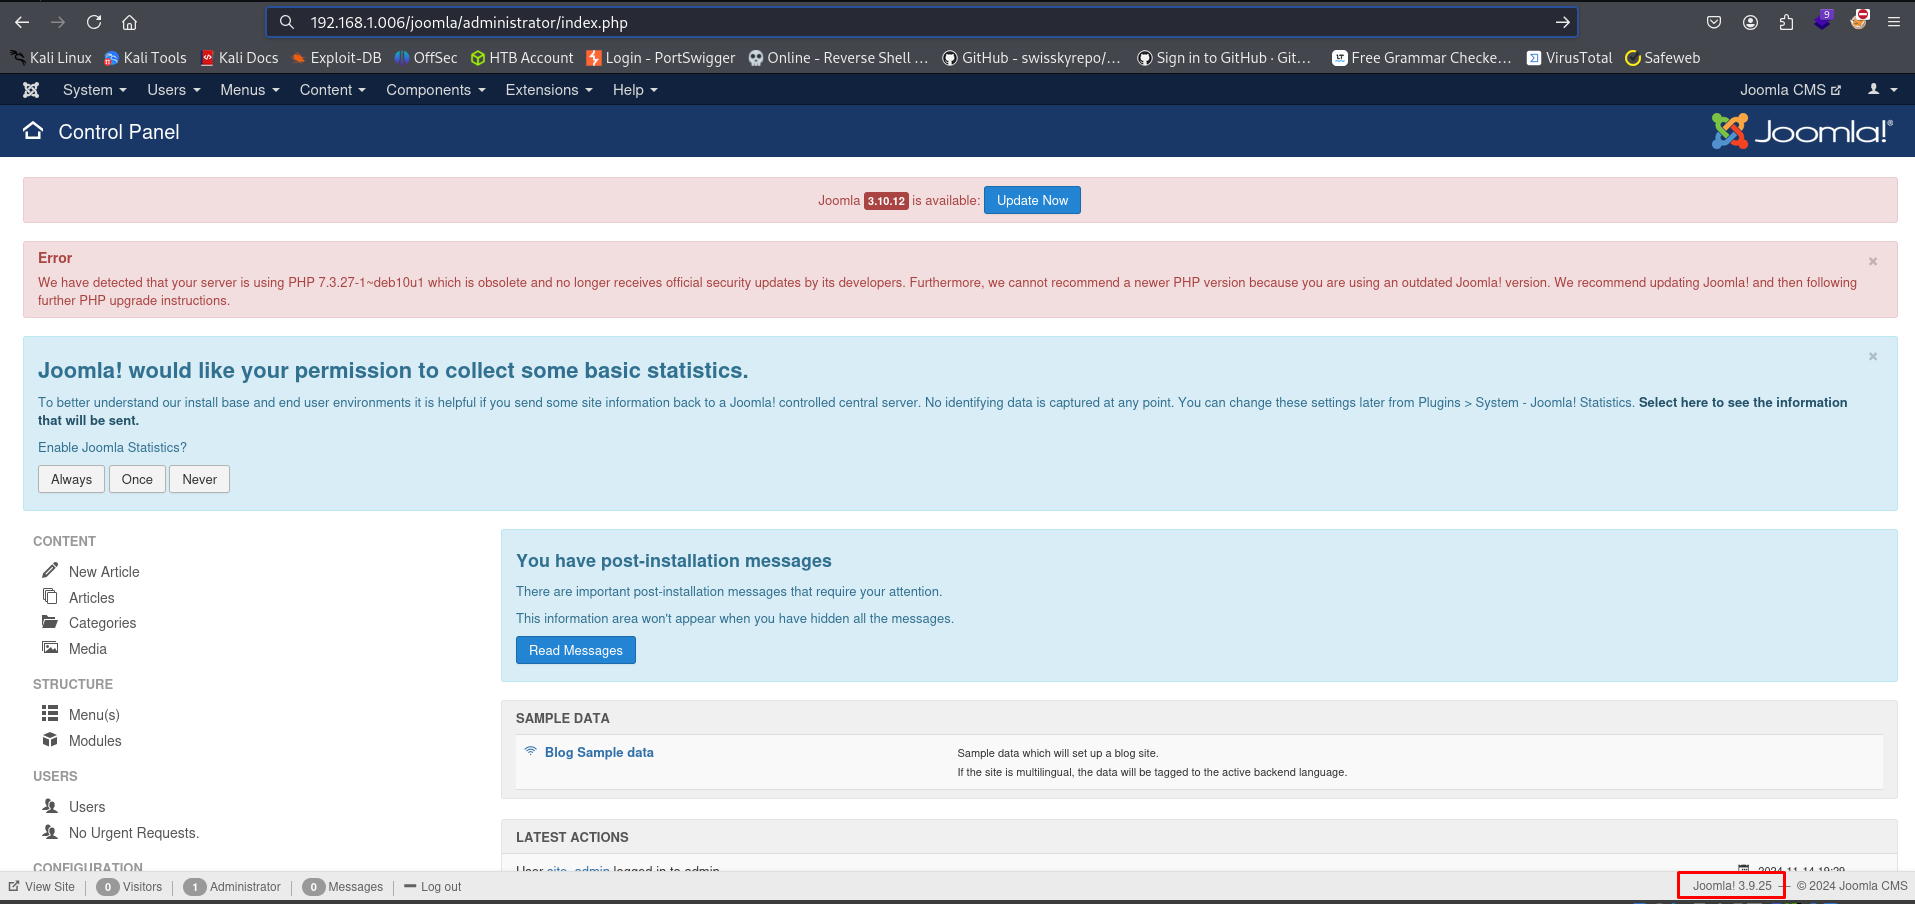 192.168.1.006/joomla/administrator/index.php
9
Kali Linux Kali Tools Kali Docs Exploit-DB OffSec HTB Account Login - PortSwigger Online - Reverse Shell ... GitHub - swisskyrepo/... Sign in to GitHub · Git... Free Grammar Checke... VirusTotal Safeweb
System Users Menus Content Components Extensions Help Joomla CMS
Control Panel Joomla!®
Joomla 3.10.12 is available: Update Now
Error
We have detected that your server is using PHP 7.3.27-1~deb10u1 which is obsolete and no longer receives official security updates by its developers. Furthermore, we cannot recommend a newer PHP version because you are using an outdated Joomla! version. We recommend updating Joomla! and then following
further PHP upgrade instructions.
Joomla! would like your permission to collect some basic statistics.
To better understand our install base and end user environments it is helpful if you send some site information back to a Joomla! controlled central server. No identifying data is captured at any point. You can change these settings later from Plugins > System - Joomla! Statistics. Select here to see the information
that will be sent.
Enable Joomla Statistics?
Always Once Never
CONTENT
New Article
Articles
Categories
Media
STRUCTURE
Menu(s)
Modules
USERS
Users
No Urgent Requests.
CONFIGURATION
You have post-installation messages
There are important post-installation messages that require your attention.
This information area won't appear when you have hidden all the messages.
Read Messages
SAMPLE DATA
Blog Sample data
Sample data which will set up a blog site.
If the site is multilingual, the data will be tagged to the active backend language.
LATEST ACTIONS
User site_admin logged in to admin
2024-11-14 19:29
View Site 0 Visitors 1 Administrator 0 Messages Log out Joomla! 3.9.25 — © 2024 Joomla CMS